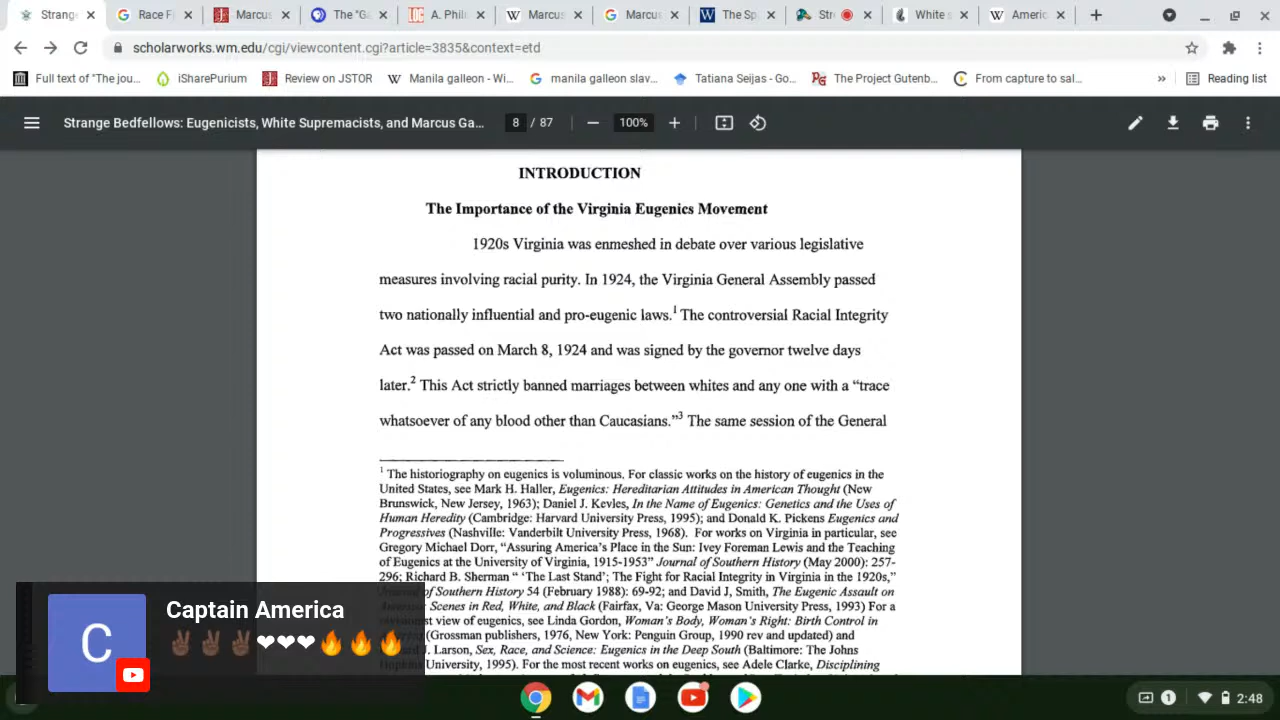 Strange
Race F
Marcus
The "Ga
A. Phili
Marcus
Marcus
The Sp
Stre
White s
Americ
scholarworks.wm.edu/cgi/viewcontent.cgi?article=3835&context=etd
Full text of "The jou...
iSharePurium
Review on JSTOR
Manila galleon - Wi...
manila galleon slav...
Tatiana Seijas - Go...
The Project Gutenb...
From capture to sal...
»
Reading list
Strange Bedfellows: Eugenicists, White Supremacists, and Marcus Ga...
8 / 87
100%
INTRODUCTION
The Importance of the Virginia Eugenics Movement
1920s Virginia was enmeshed in debate over various legislative
measures involving racial purity. In 1924, the Virginia General Assembly passed
two nationally influential and pro-eugenic laws.1 The controversial Racial Integrity
Act was passed on March 8, 1924 and was signed by the governor twelve days
later.2 This Act strictly banned marriages between whites and any one with a “trace
whatsoever of any blood other than Caucasians.”3 The same session of the General
1 The historiography on eugenics is voluminous. For classic works on the history of eugenics in the
United States, see Mark H. Haller, Eugenics: Hereditarian Attitudes in American Thought (New
Brunswick, New Jersey, 1963); Daniel J. Kevles, In the Name of Eugenics: Genetics and the Uses of
Human Heredity (Cambridge: Harvard University Press, 1995); and Donald K. Pickens Eugenics and
Progressives (Nashville: Vanderbilt University Press, 1968). For works on Virginia in particular, see
Gregory Michael Dorr, “Assuring America’s Place in the Sun: Ivey Foreman Lewis and the Teaching
of Eugenics at the University of Virginia, 1915-1953” Journal of Southern History (May 2000): 257-
296; Richard B. Sherman “ ‘The Last Stand’; The Fight for Racial Integrity in Virginia in the 1920s,”
of Southern History 54 (February 1988): 69-92; and David J, Smith, The Eugenic Assault on
Scenes in Red, White, and Black (Fairfax, Va: George Mason University Press, 1993) For a
view of eugenics, see Linda Gordon, Woman's Body, Woman's Right: Birth Control in
(Grossman publishers, 1976, New York: Penguin Group, 1990 rev and updated) and
J. Larson, Sex, Race, and Science: Eugenics in the Deep South (Baltimore: The Johns
University, 1995). For the most recent works on eugenics, see Adele Clarke, Disciplining
C
Captain America
✌🏾✌🏾✌🏾❤❤❤🔥🔥🔥
1
2:48